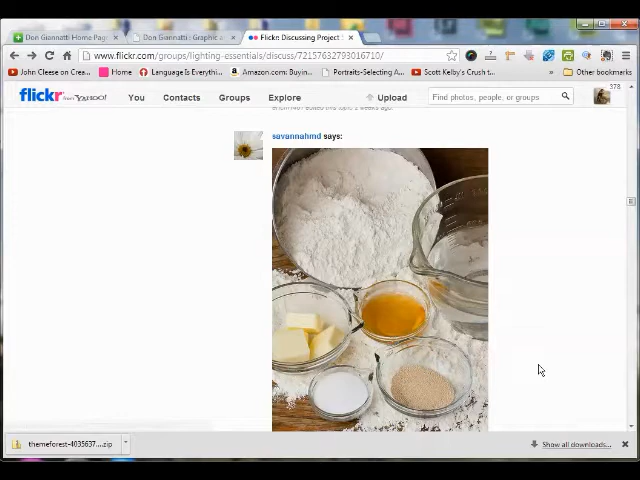 Don Giannatti Home Pag
Don Giannatti : Graphic a
Flickr: Discussing Project
www.flickr.com/groups/lighting-essentials/discuss/72157632793016710/
John Cleese on Crea
Home
Language Is Everythi...
Amazon.com: Buyin...
Portraits-Selecting A...
Scott Kelby's Crush t...
Other bookmarks
flickr from YAHOO!
You
Contacts
Groups
Explore
Upload
Find photos, people, or groups
378
savannahmd says:
themeforest-4035637....zip
Show all downloads...